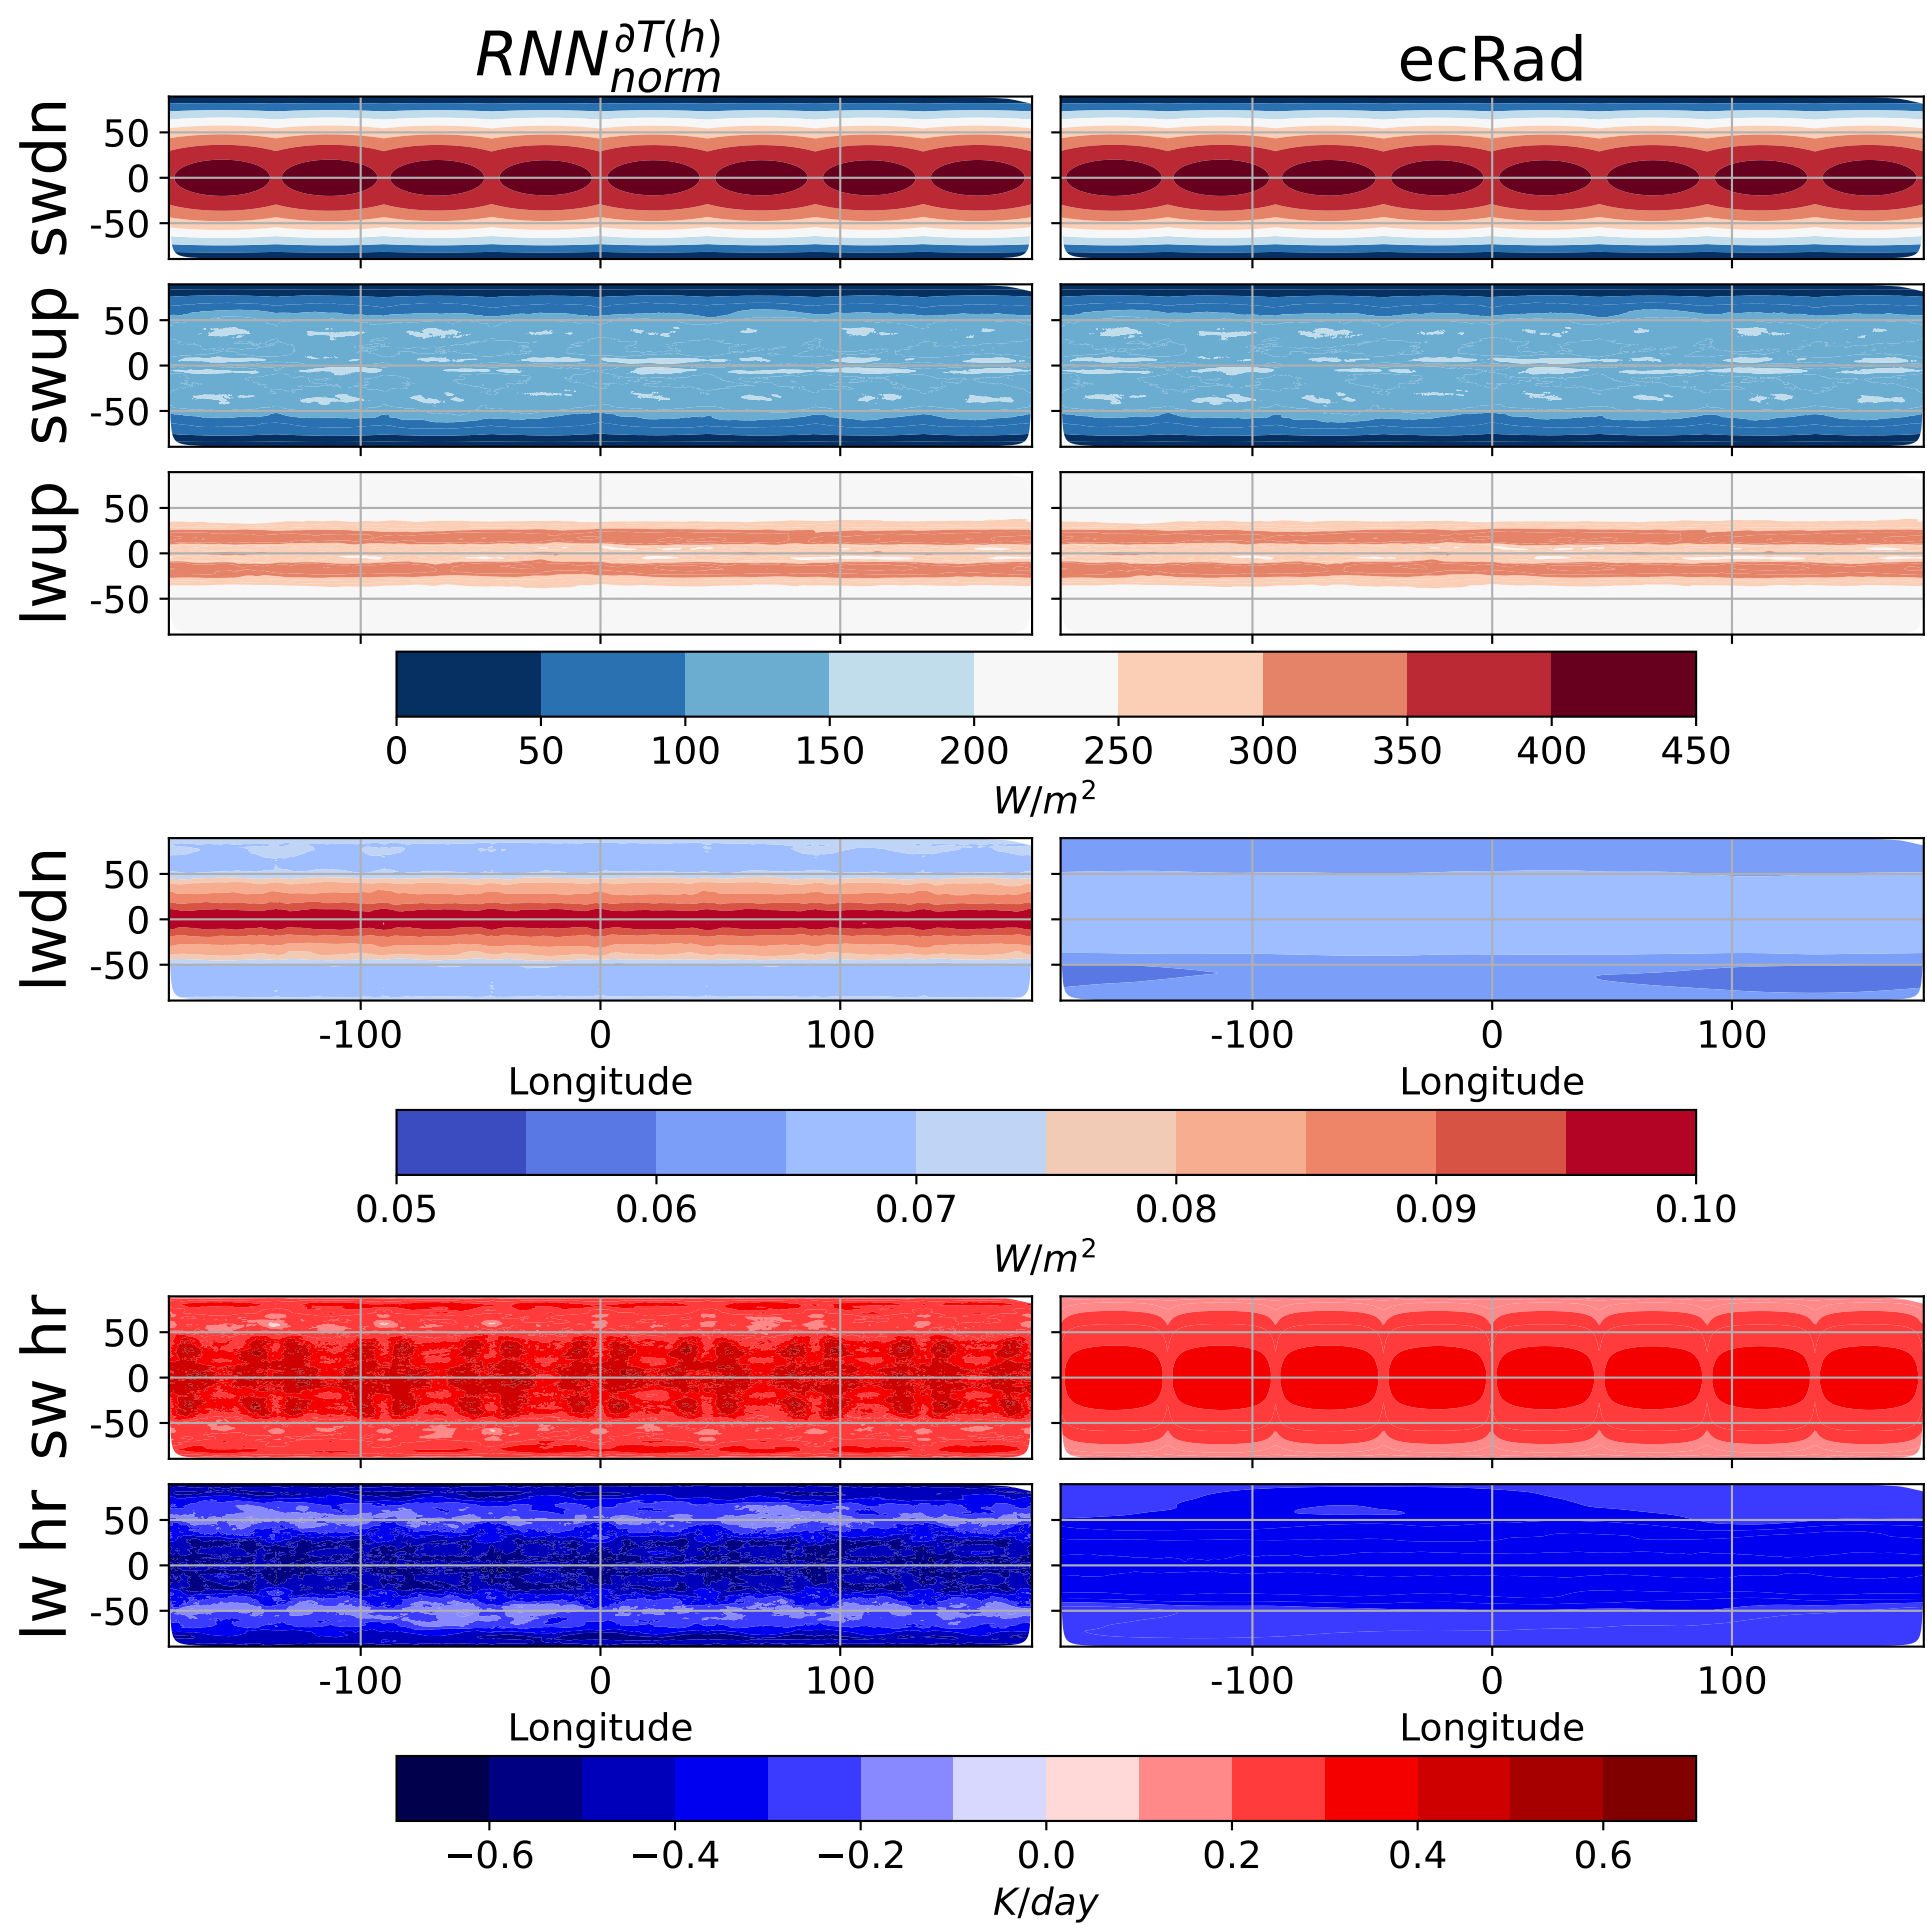 RNN ∂T(h) norm ecRad
swdn 50 0 -50
swup 50 0 -50
lwup 50 0 -50
0 50 100 150 200 250 300 350 400 450
W/m²
lwdn 50 0 -50
-100 0 100 -100 0 100
Longitude Longitude
0.05 0.06 0.07 0.08 0.09 0.10
W/m²
sw hr 50 0 -50
lw hr 50 0 -50
-100 0 100 -100 0 100
Longitude Longitude
−0.6 −0.4 −0.2 0.0 0.2 0.4 0.6
K/day